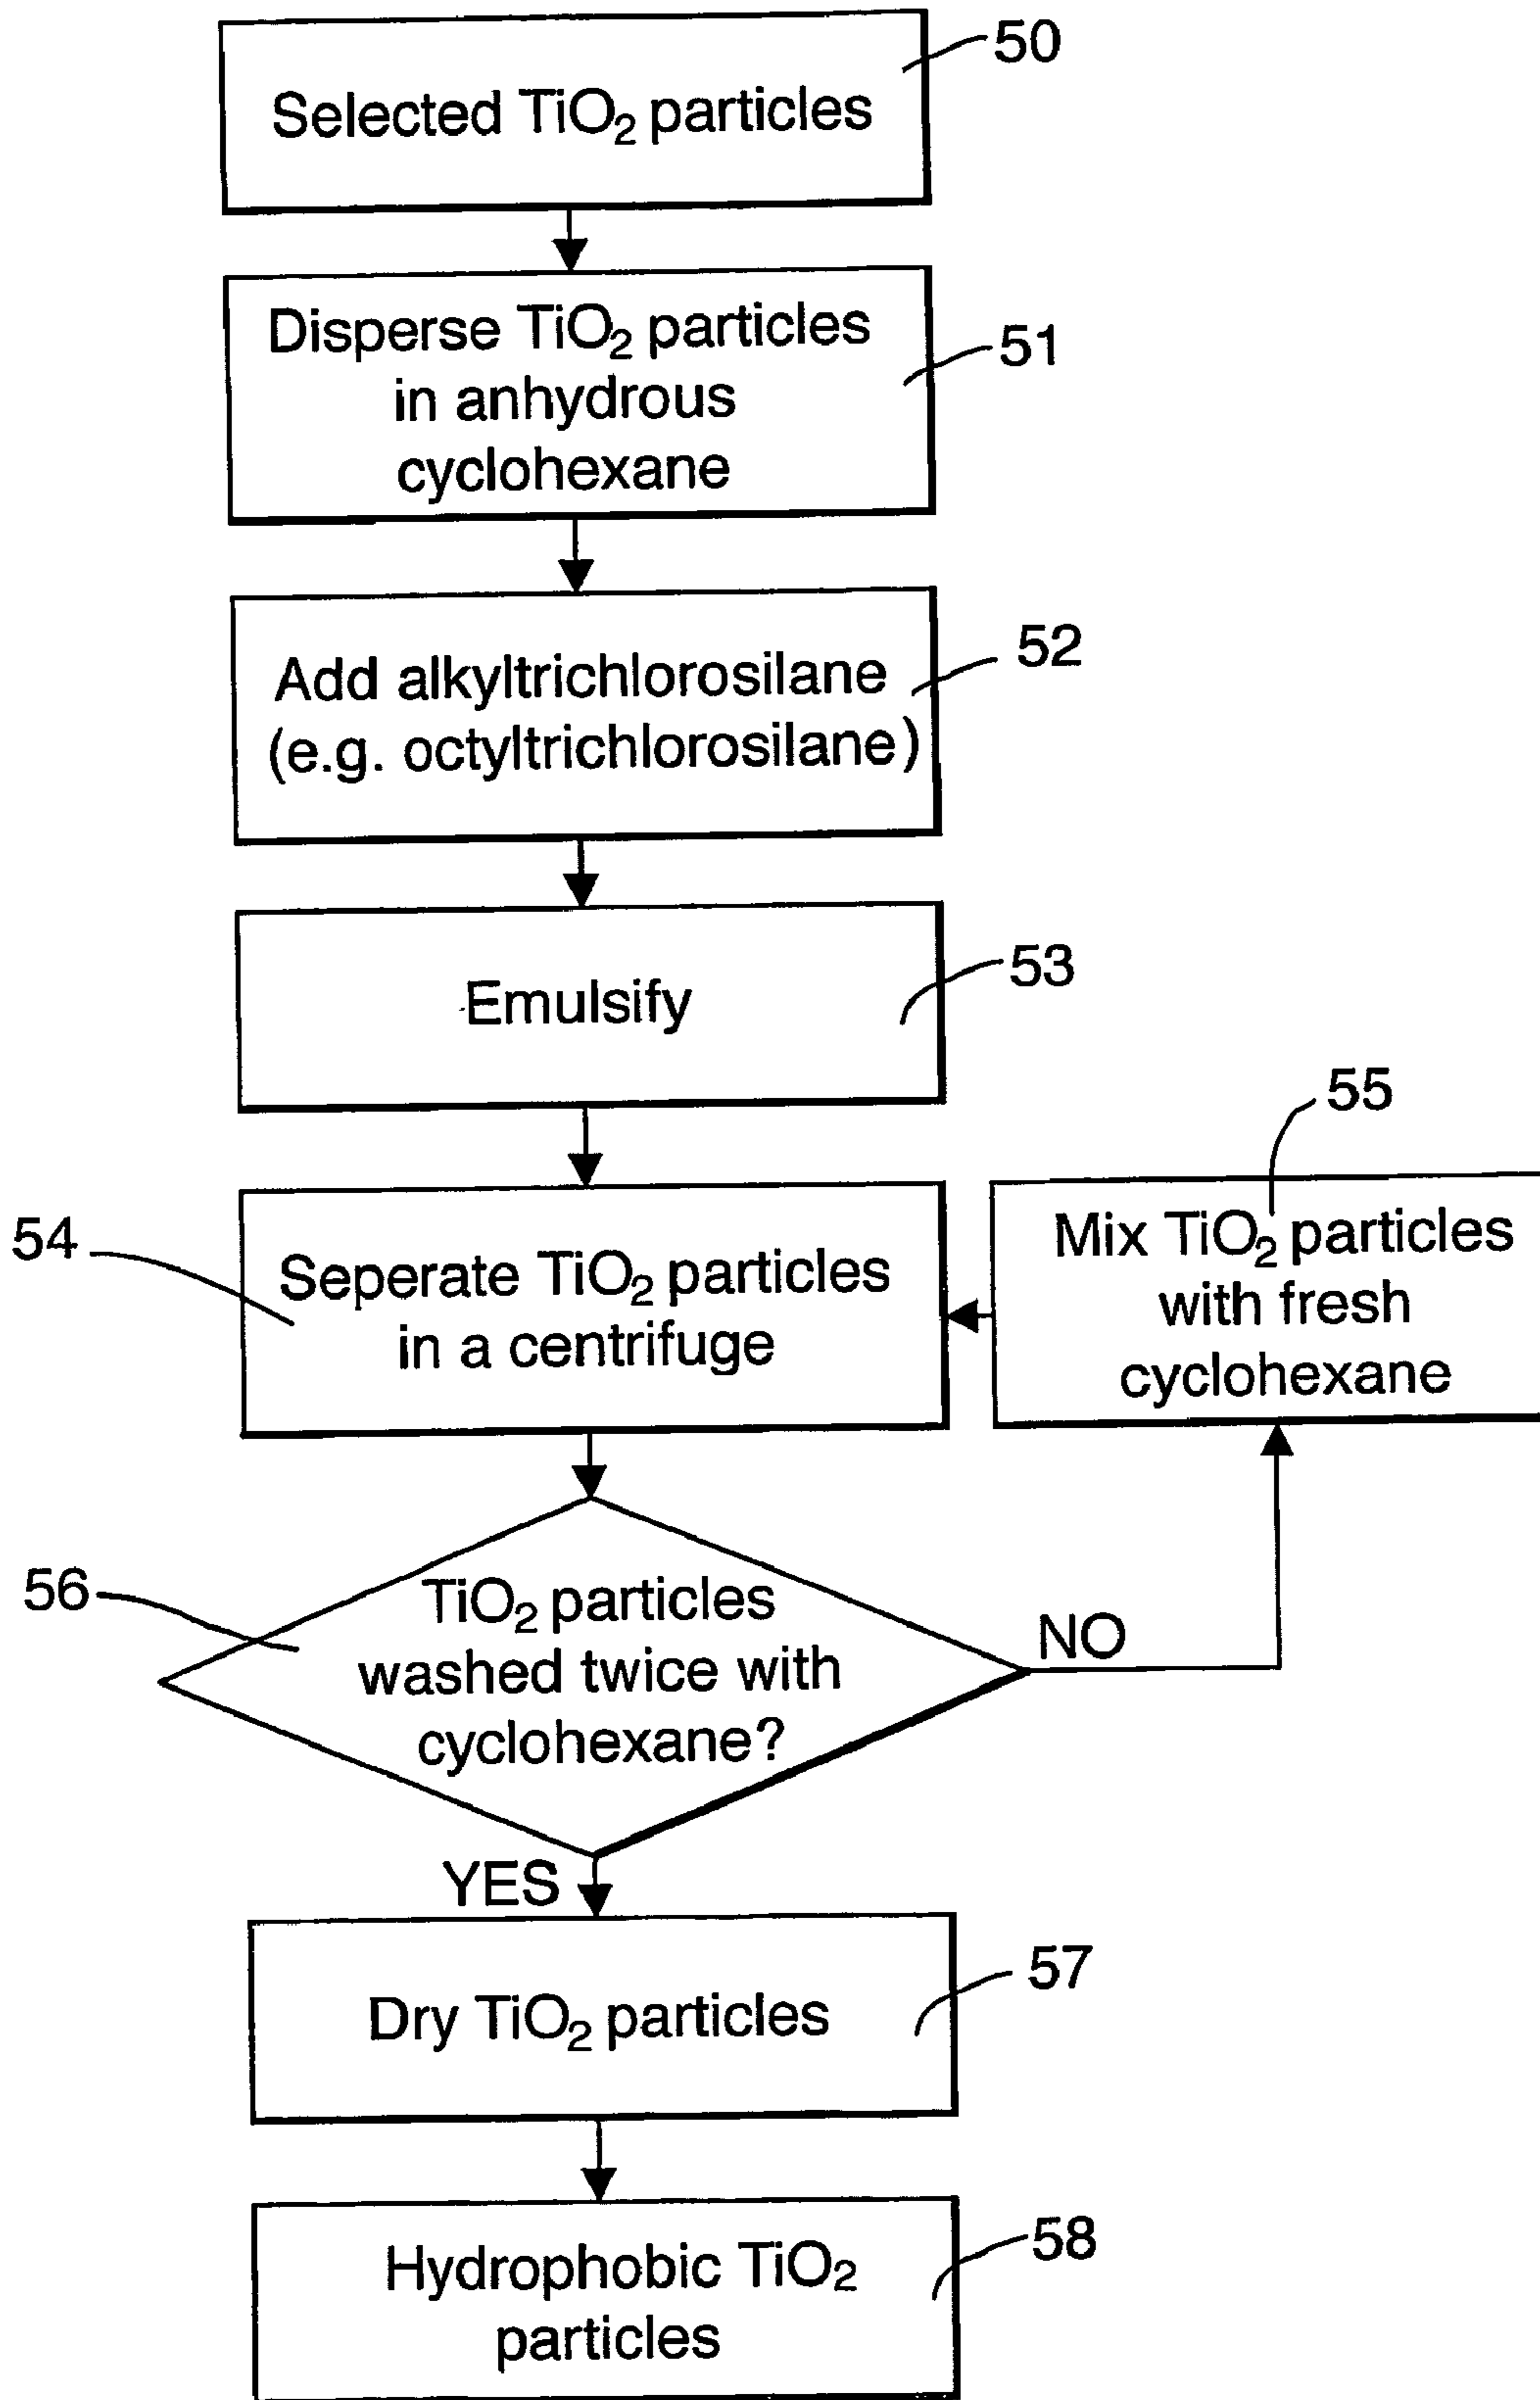 50
Selected TiO₂ particles
51
Disperse TiO₂ particles
in anhydrous
cyclohexane
52
Add alkyltrichlorosilane
(e.g. octyltrichlorosilane)
53
Emulsify
54
Seperate TiO₂ particles
in a centrifuge
55
Mix TiO₂ particles
with fresh
cyclohexane
56
TiO₂ particles
washed twice with
cyclohexane?
NO
YES
57
Dry TiO₂ particles
58
Hydrophobic TiO₂
particles